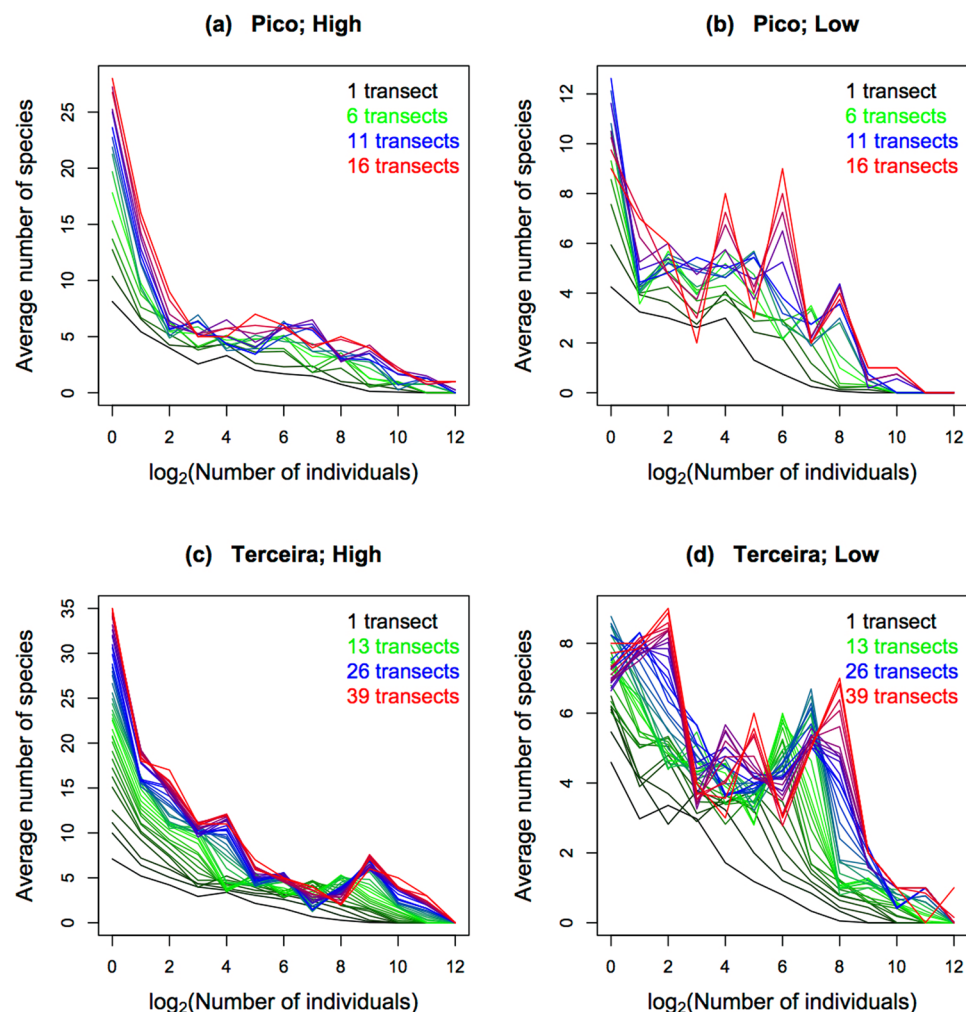 (a) Pico; High
1 transect
6 transects
11 transects
16 transects
Average number of species
0 5 10 15 20 25
0 2 4 6 8 10 12
log2(Number of individuals)
(b) Pico; Low
1 transect
6 transects
11 transects
16 transects
Average number of species
0 2 4 6 8 10 12
0 2 4 6 8 10 12
log2(Number of individuals)
(c) Terceira; High
1 transect
13 transects
26 transects
39 transects
Average number of species
0 5 10 15 20 25 30 35
0 2 4 6 8 10 12
log2(Number of individuals)
(d) Terceira; Low
1 transect
13 transects
26 transects
39 transects
Average number of species
0 2 4 6 8
0 2 4 6 8 10 12
log2(Number of individuals)